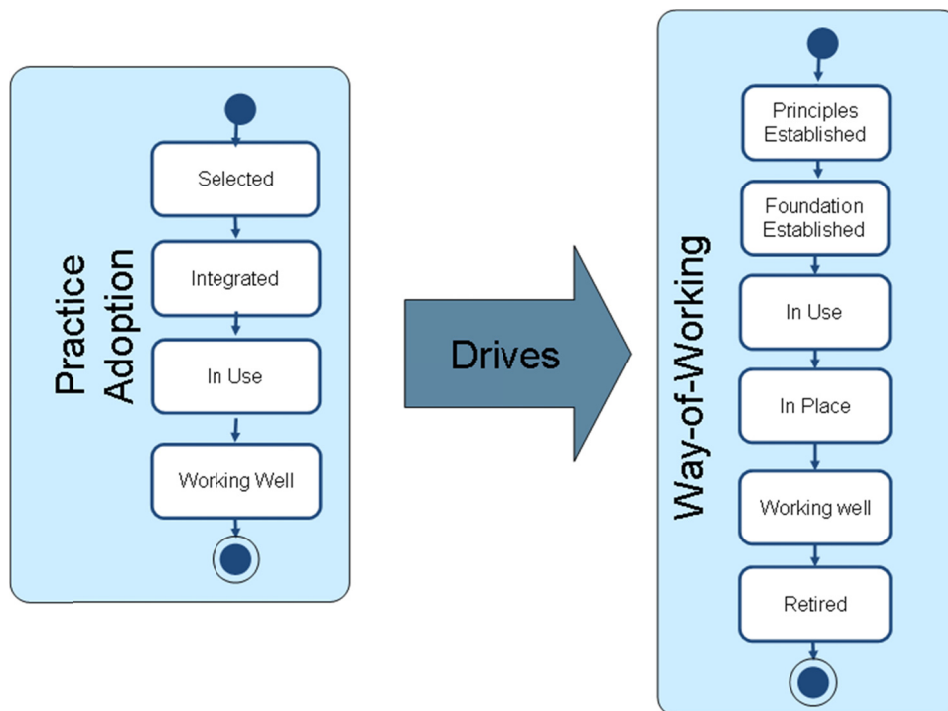 Practice
Adoption
Selected
Integrated
In Use
Working Well
Drives
Way-of-Working
Principles
Established
Foundation
Established
In Use
In Place
Working well
Retired